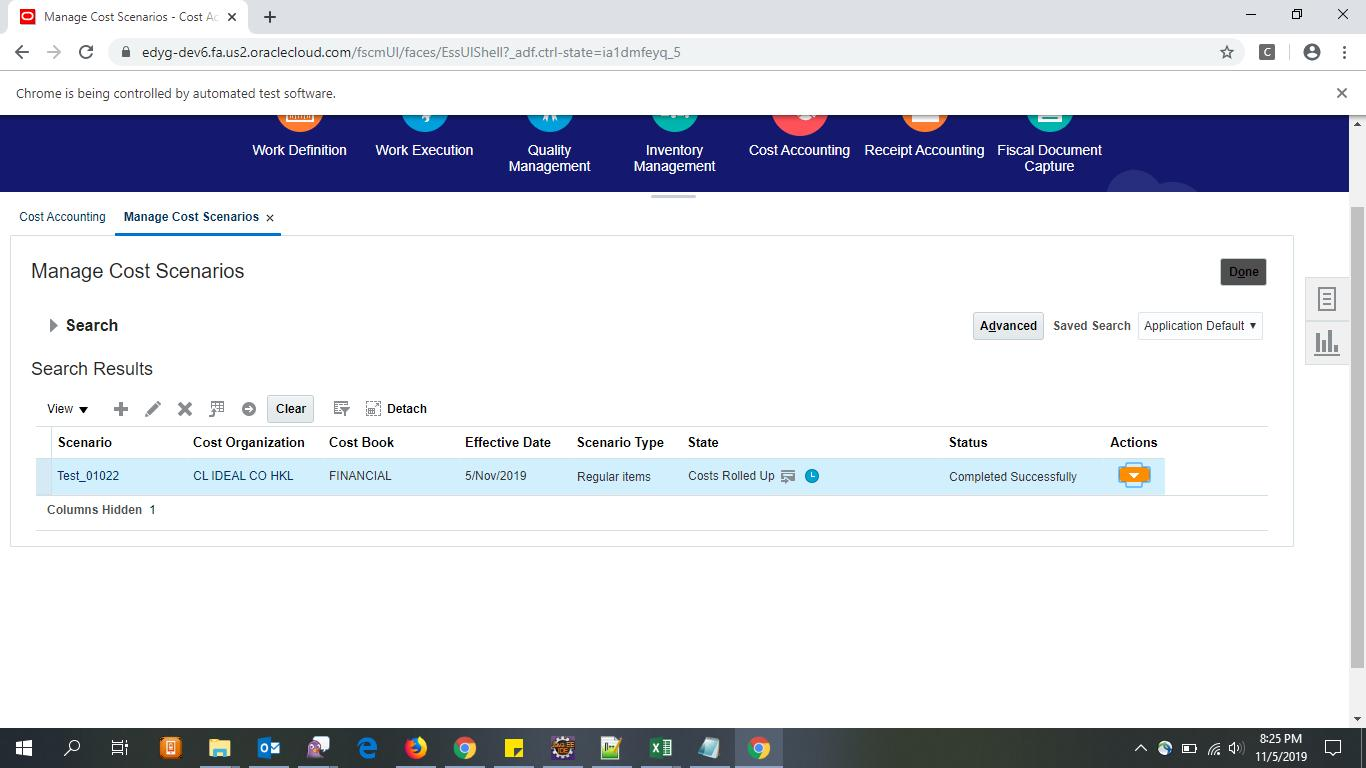 Manage Cost Scenarios - Cost Ac
edyg-dev6.fa.us2.oraclecloud.com/fscmUI/faces/EssUIShell?_adf.ctrl-state=ia1dmfeyq_5
C
Chrome is being controlled by automated test software.
Work Definition
Work Execution
Quality
Management
Inventory
Management
Cost Accounting
Receipt Accounting
Fiscal Document
Capture
Cost Accounting
Manage Cost Scenarios
Manage Cost Scenarios
Done
Search
Advanced
Saved Search
Application Default
Search Results
View
Clear
Detach
Scenario Cost Organization Cost Book Effective Date Scenario Type State Status Actions
Test_01022 CL IDEAL CO HKL FINANCIAL 5/Nov/2019 Regular items Costs Rolled Up Completed Successfully
Columns Hidden 1
8:25 PM
11/5/2019